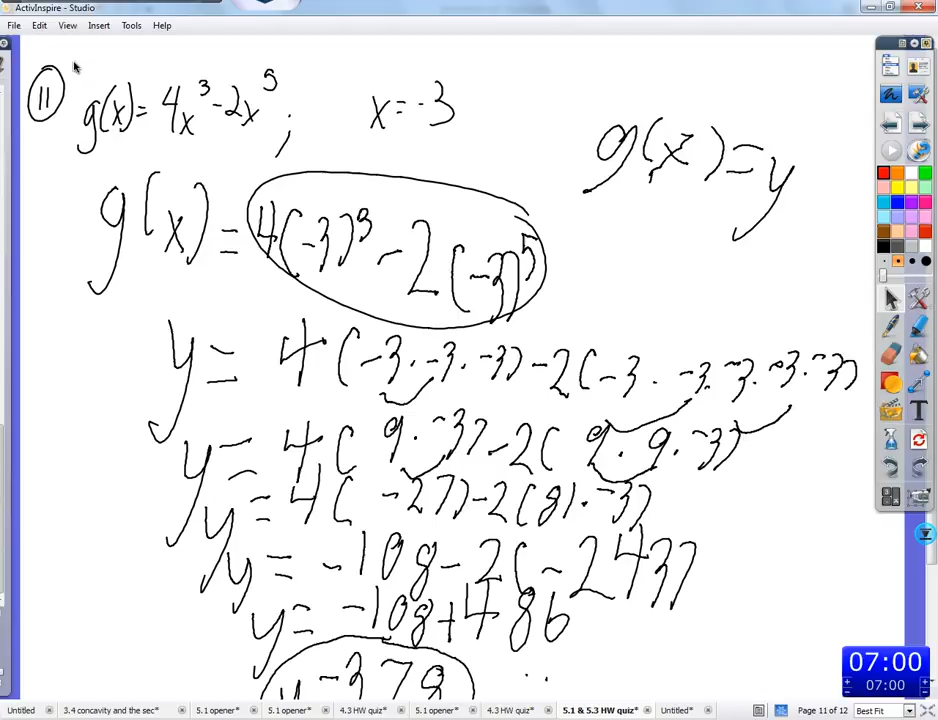 ActivInspire - Studio
File Edit View Insert Tools Help
11 g(x)= 4x³-2x⁵ ; x=-3
g(x)=y
g(x)= 4(-3)³-2(-3)⁵
y= 4(-3·-3·-3)-2(-3·-3·-3·-3·-3)
y= 4(9·-3)-2(9·9·-3)
y= 4(-27)-2(81·-3)
y= -108-2(-243)
y= -108+486
y=378
07:00
07:00
Untitled 3.4 concavity and the sec* 5.1 opener* 4.3 HW quiz* 5.1 opener* 4.3 HW quiz* 5.1 & 5.3 HW quiz* Untitled* Page 11 of 12 Best Fit